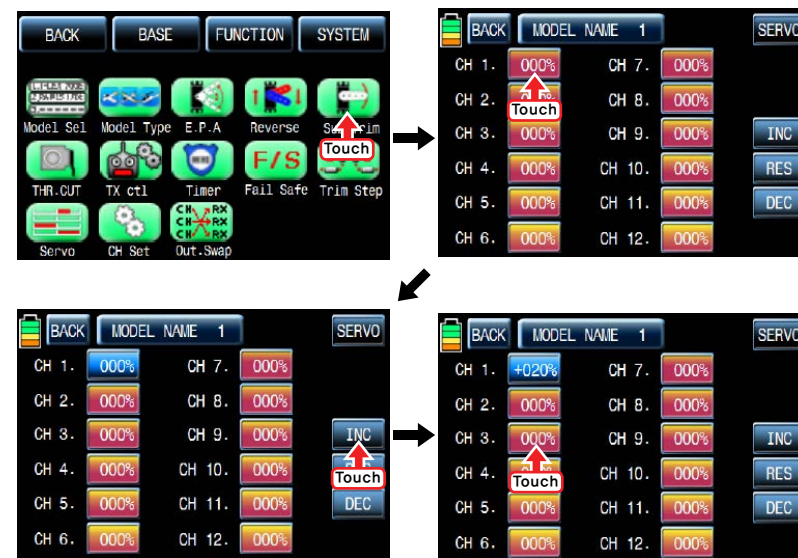 BACK BASE FUNCTION SYSTEM
Model Sel Model Type E.P.A Reverse
Touch
F/S
THR.CUT TX ctl Timer Fail Safe Trim Step
CH RX
CH RX
CH RX
Servo CH Set Out.Swap
BACK MODEL NAME 1 SERVO
CH 1. 000% CH 7. 000%
Touch
CH 2. CH 8. 000%
CH 3. 000% CH 9. 000% INC
CH 4. 000% CH 10. 000% RES
CH 5. 000% CH 11. 000% DEC
CH 6. 000% CH 12. 000%
BACK MODEL NAME 1 SERVO
CH 1. 000% CH 7. 000%
CH 2. 000% CH 8. 000%
CH 3. 000% CH 9. 000% INC
CH 4. 000% CH 10. 000%
Touch
CH 5. 000% CH 11. 000% DEC
CH 6. 000% CH 12. 000%
BACK MODEL NAME 1 SERVO
CH 1. +020% CH 7. 000%
CH 2. 000% CH 8. 000%
CH 3. 000% CH 9. 000% INC
CH 4. CH 10. 000% RES
Touch
CH 5. 000% CH 11. 000% DEC
CH 6. 000% CH 12. 000%